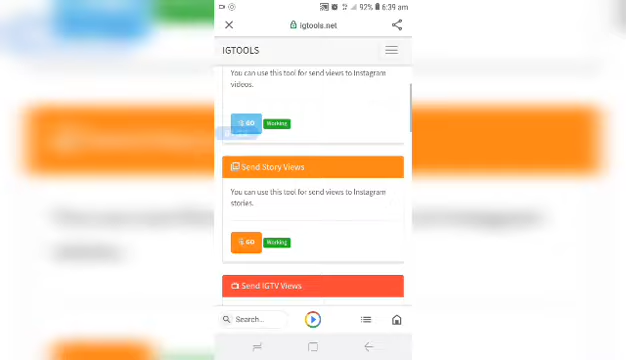 92% 6:39 am
igtools.net
IGTOOLS
You can use this tool for send views to Instagram
videos.
GO Working
Send Story Views
You can use this tool for send views to Instagram
stories.
GO Working
Send IGTV Views
Search...